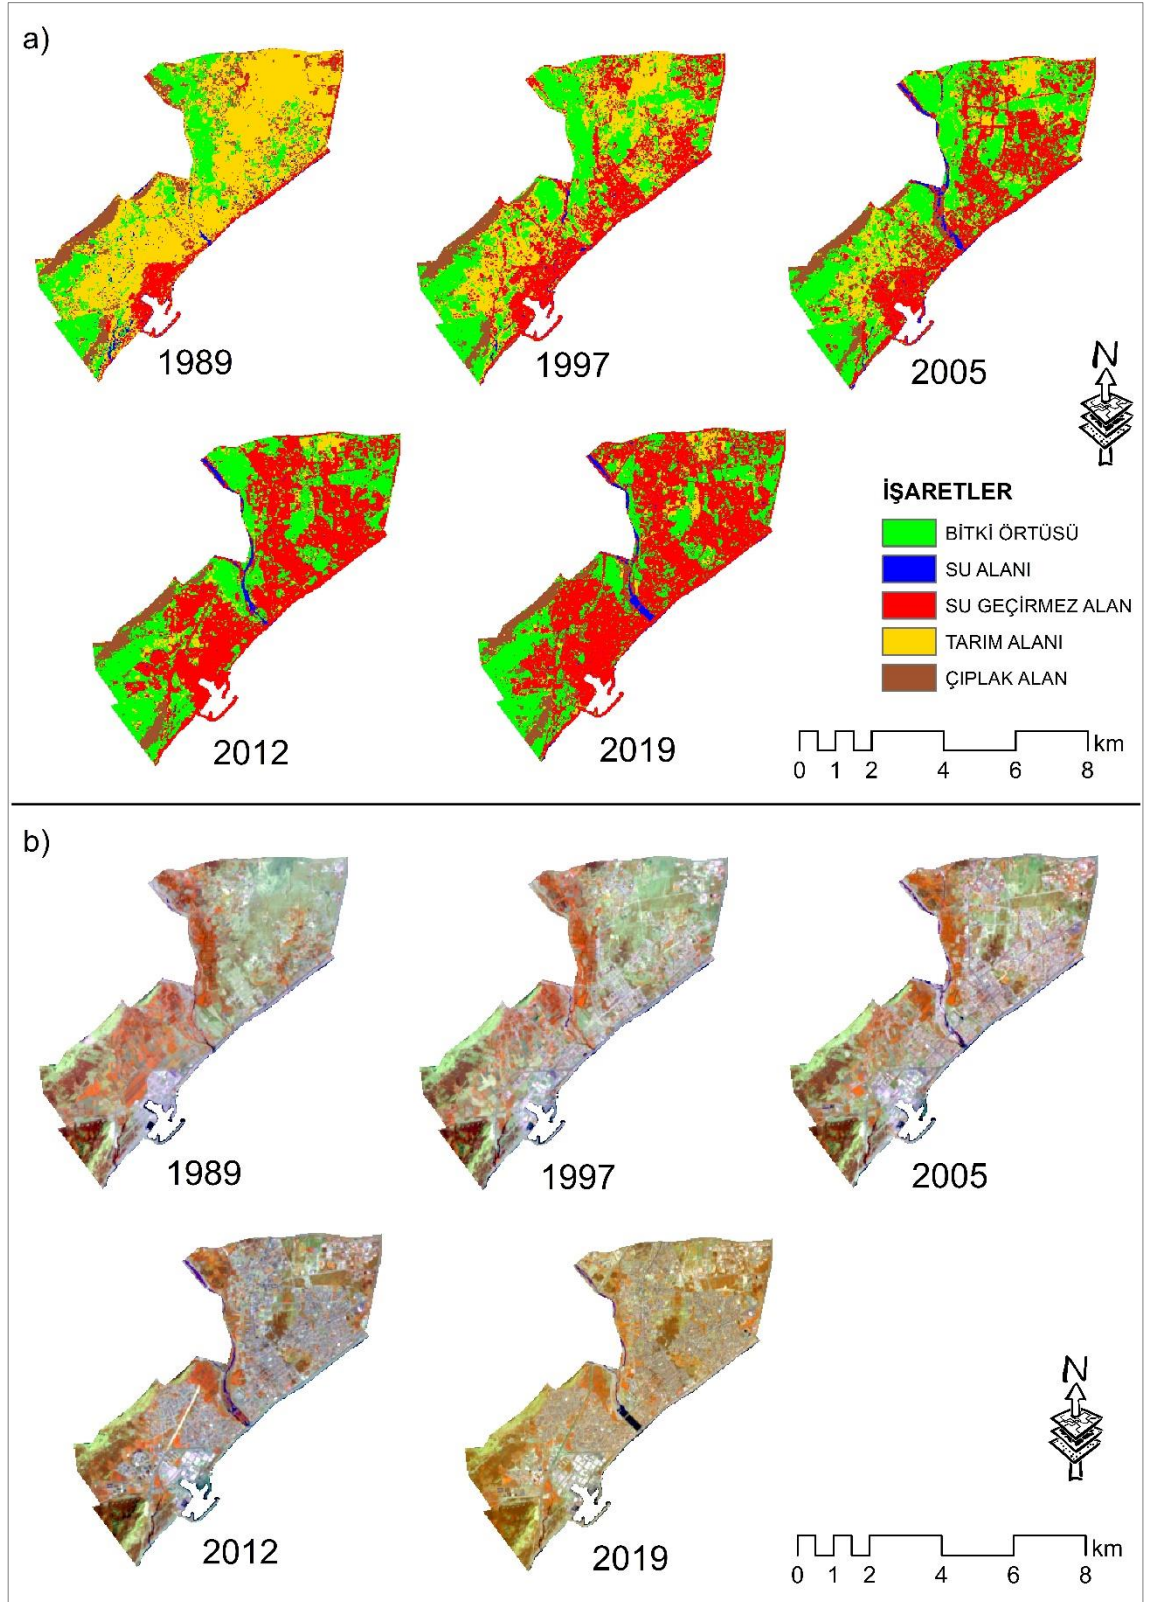 a)
1989
1997
2005
N
2012
2019
İŞARETLER
BİTKİ ÖRTÜSÜ
SU ALANI
SU GEÇİRMEZ ALAN
TARIM ALANI
ÇIPLAK ALAN
km
0 1 2 4 6 8
b)
1989
1997
2005
N
2012
2019
km
0 1 2 4 6 8